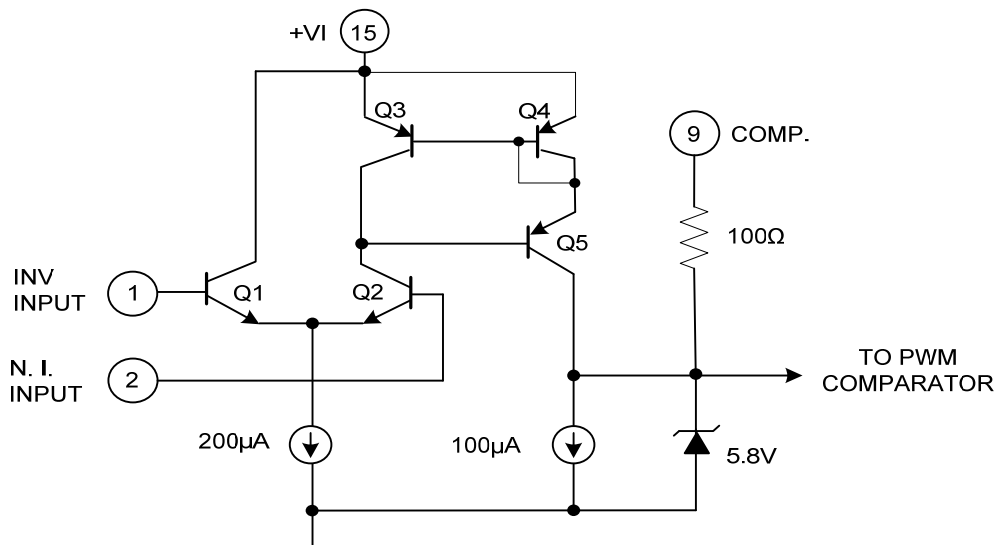 +VI
15
Q3
Q4
9
COMP.
100Ω
Q5
INV
INPUT
1
Q1
Q2
N. I.
INPUT
2
TO PWM
COMPARATOR
200µA
100µA
5.8V